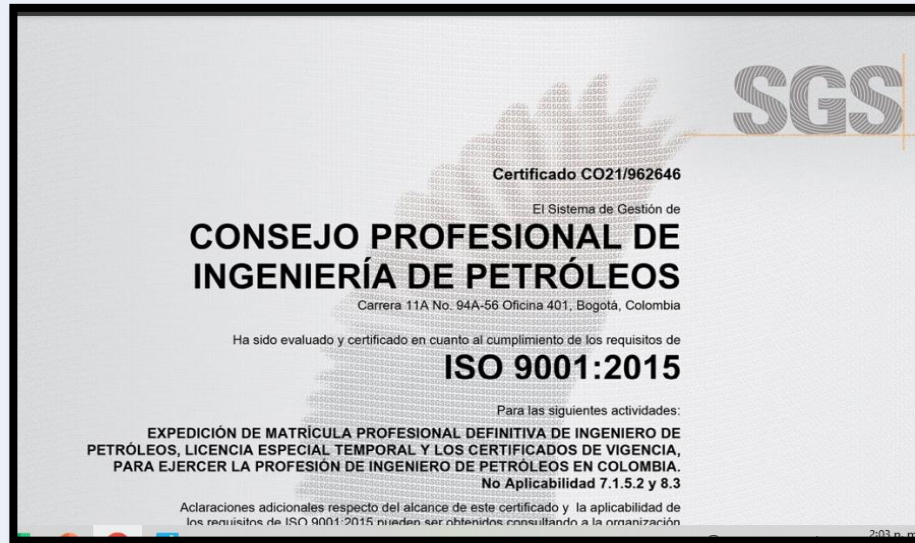 SGS
Certificado CO21/962646
El Sistema de Gestión de
CONSEJO PROFESIONAL DE
INGENIERÍA DE PETRÓLEOS
Carrera 11A No. 94A-56 Oficina 401, Bogotá, Colombia
Ha sido evaluado y certificado en cuanto al cumplimiento de los requisitos de
ISO 9001:2015
Para las siguientes actividades:
EXPEDICIÓN DE MATRÍCULA PROFESIONAL DEFINITIVA DE INGENIERO DE
PETRÓLEOS, LICENCIA ESPECIAL TEMPORAL Y LOS CERTIFICADOS DE VIGENCIA,
PARA EJERCER LA PROFESIÓN DE INGENIERO DE PETRÓLEOS EN COLOMBIA.
No Aplicabilidad 7.1.5.2 y 8.3
Aclaraciones adicionales respecto del alcance de este certificado y la aplicabilidad de
los requisitos de ISO 9001:2015 pueden ser obtenidos consultando a la organización
2:03 p. m.